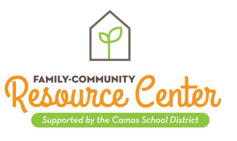 FAMILY-COMMUNITY
Resource Center
Supported by the Camas School District